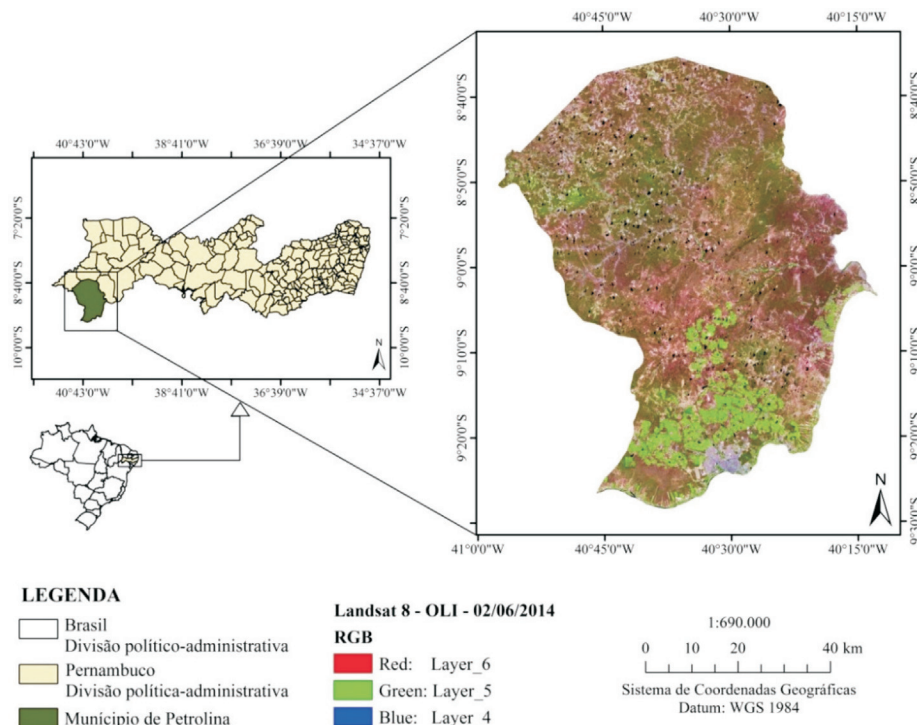 40°45'0"W 40°30'0"W 40°15'0"W
8°40'0"S
8°50'0"S
9°0'0"S
9°10'0"S
9°20'0"S
8°40'0"S
8°50'0"S
9°0'0"S
9°10'0"S
9°20'0"S
9°30'0"S
N
41°0'0"W 40°45'0"W 40°30'0"W 40°15'0"W
40°43'0"W 38°41'0"W 36°39'0"W 34°37'0"W
7°20'0"S
8°40'0"S
10°0'0"S
7°20'0"S
8°40'0"S
10°0'0"S
N
40°43'0"W 38°41'0"W 36°39'0"W 34°37'0"W
LEGENDA
Brasil
Divisão político-administrativa
Pernambuco
Divisão política-administrativa
Munícipio de Petrolina
Landsat 8 - OLI - 02/06/2014
RGB
Red: Layer_6
Green: Layer_5
Blue: Layer_4
1:690.000
0 5 10 20 30 40 km
Sistema de Coordenadas Geográficas
Datum: WGS 1984